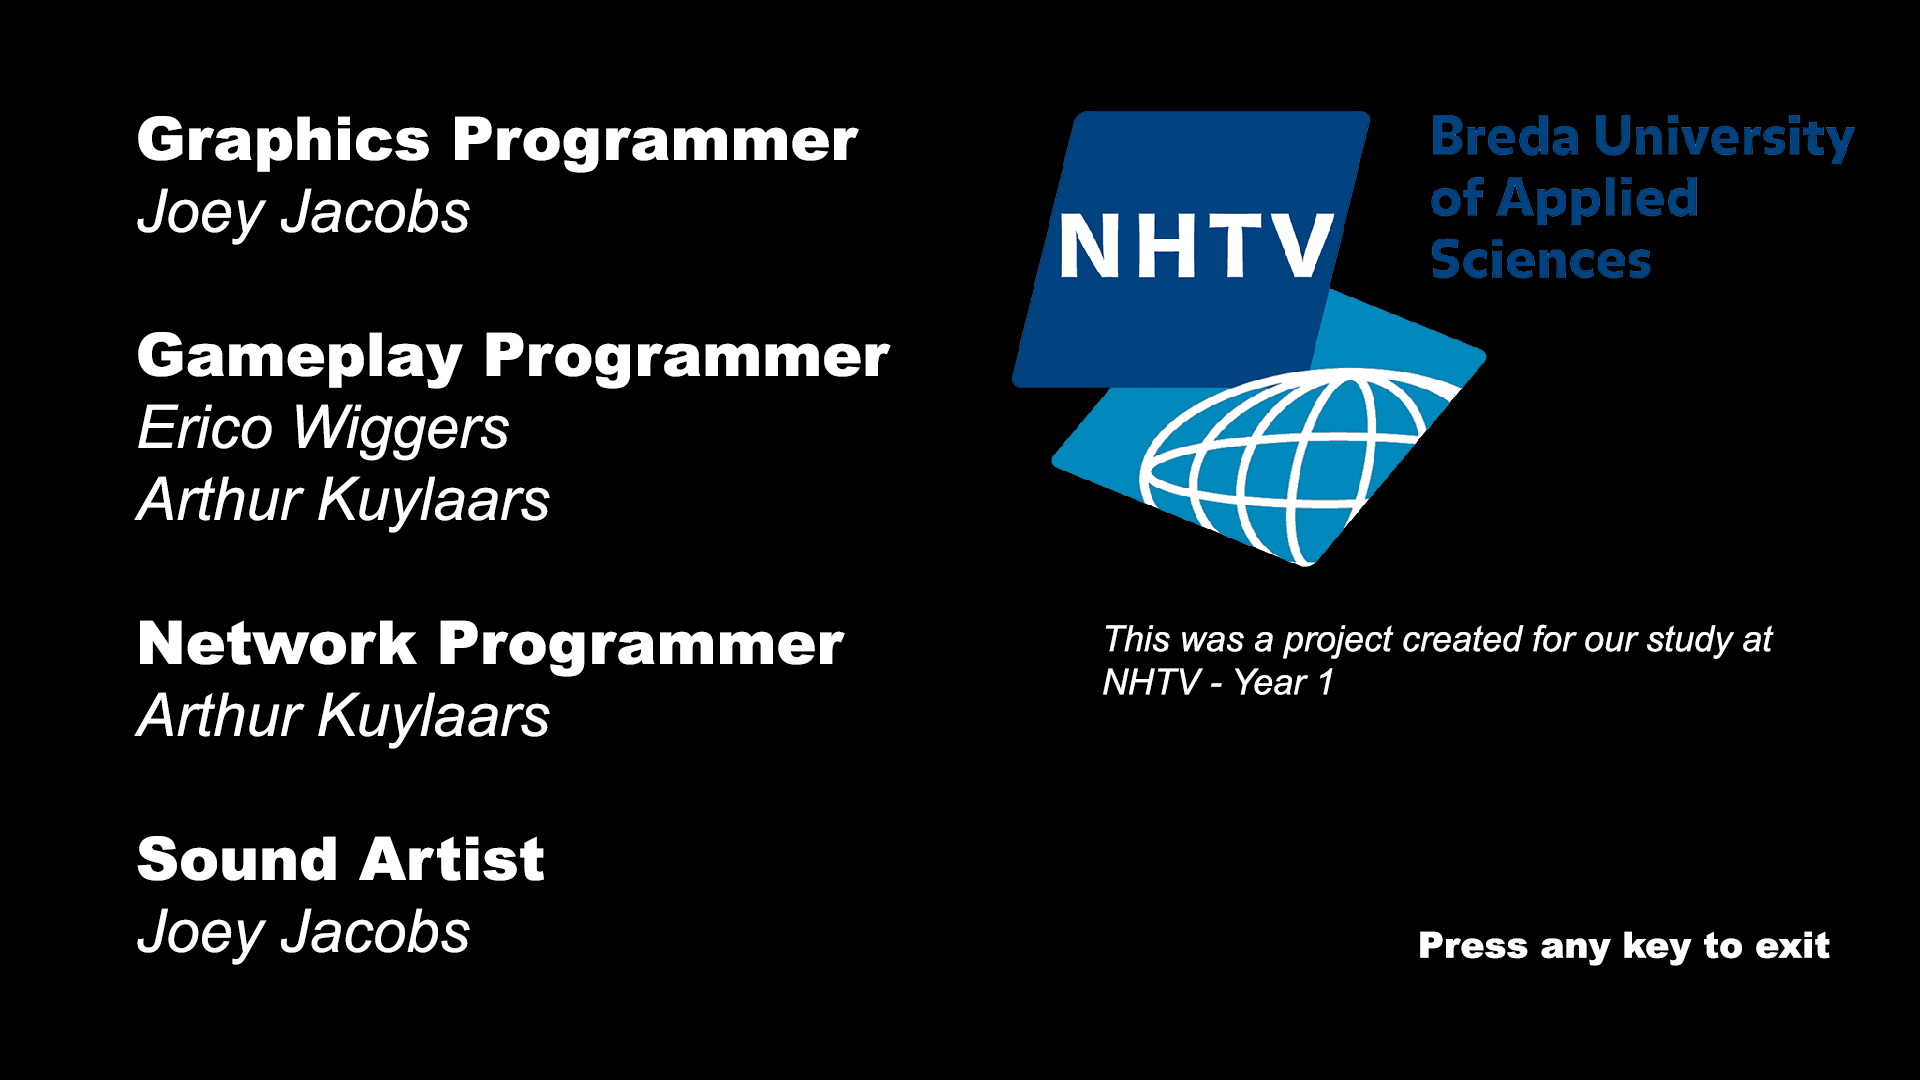 Graphics Programmer
Joey Jacobs
Gameplay Programmer
Erico Wiggers
Arthur Kuylaars
Network Programmer
Arthur Kuylaars
Sound Artist
Joey Jacobs
NHTV
Breda University
of Applied
Sciences
This was a project created for our study at
NHTV - Year 1
Press any key to exit